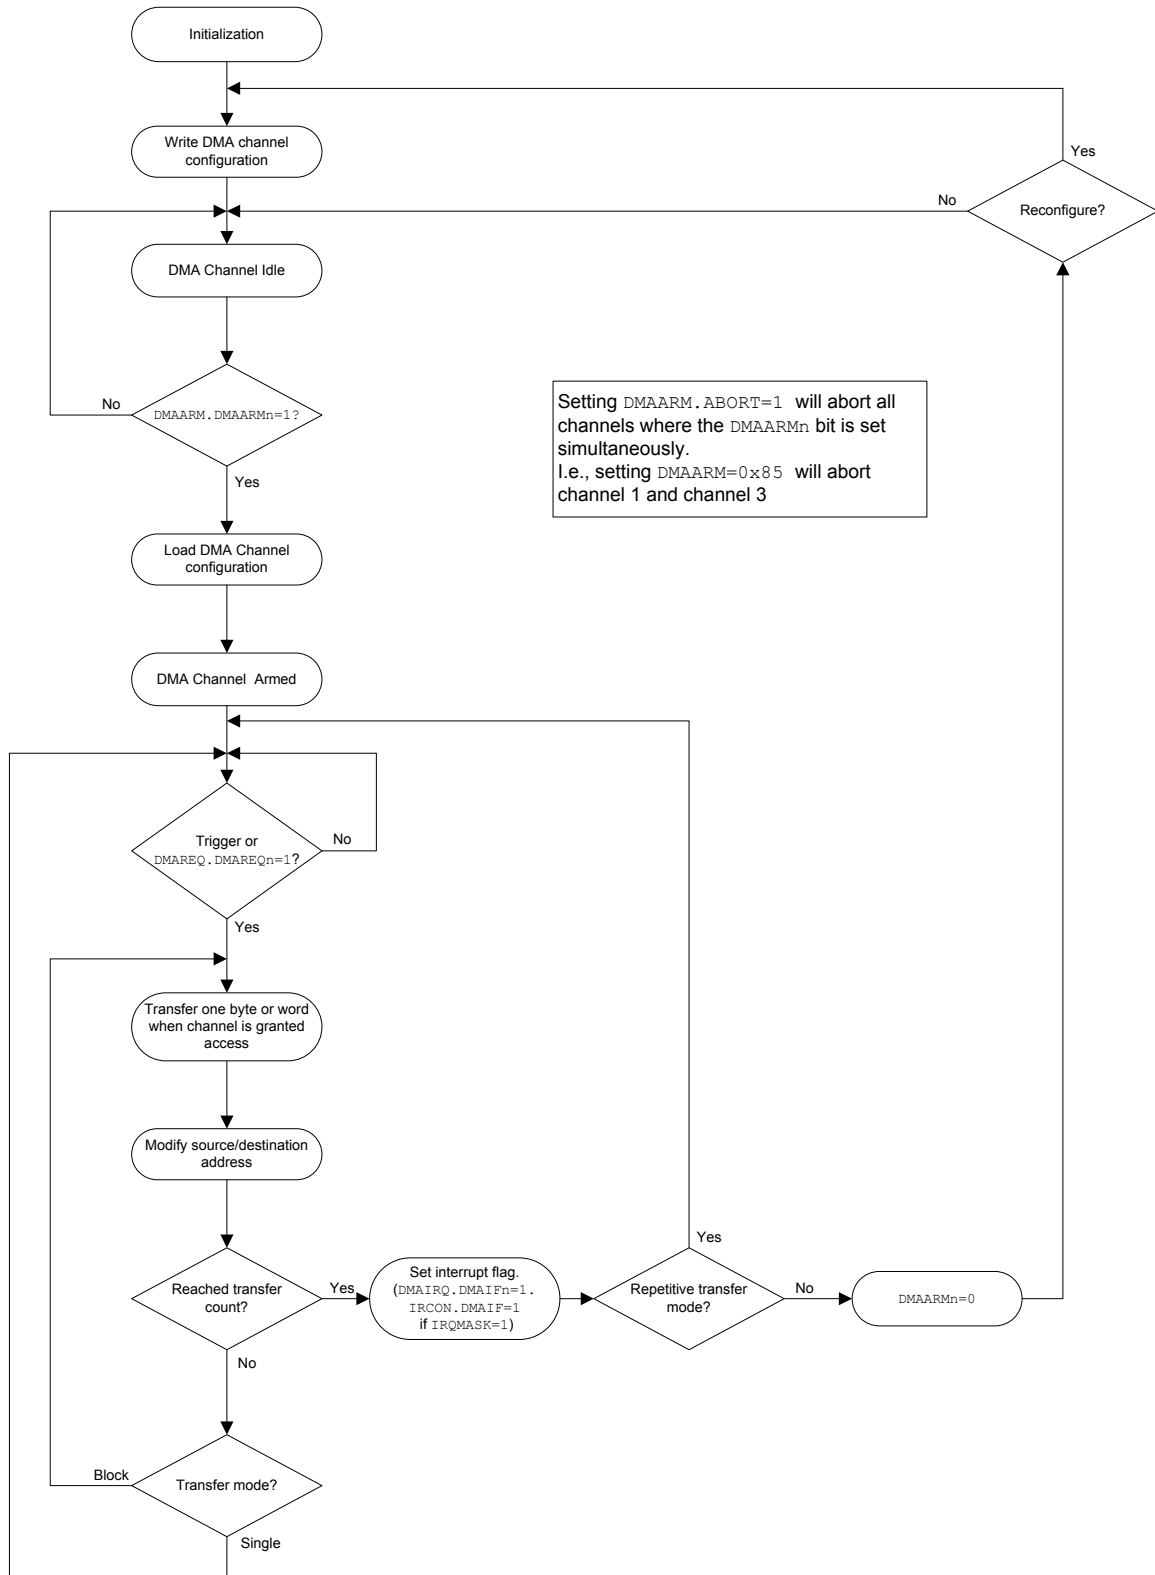 Initialization
Write DMA channel
configuration
Yes
No
Reconfigure?
DMA Channel Idle
No
DMAARM.DMAARMn=1?
Yes
Setting DMAARM.ABORT=1 will abort all
channels where the DMAARMn bit is set
simultaneously.
I.e., setting DMAARM=0x85 will abort
channel 1 and channel 3
Load DMA Channel
configuration
DMA Channel Armed
Trigger or
DMAREQ.DMAREQn=1?
No
Yes
Transfer one byte or word
when channel is granted
access
Modify source/destination
address
Reached transfer
count?
Yes
Set interrupt flag.
(DMAIRQ.DMAIFn=1.
IRCON.DMAIF=1
if IRQMASK=1)
Yes
Repetitive transfer
mode?
No
DMAARMn=0
No
Block
Transfer mode?
Single